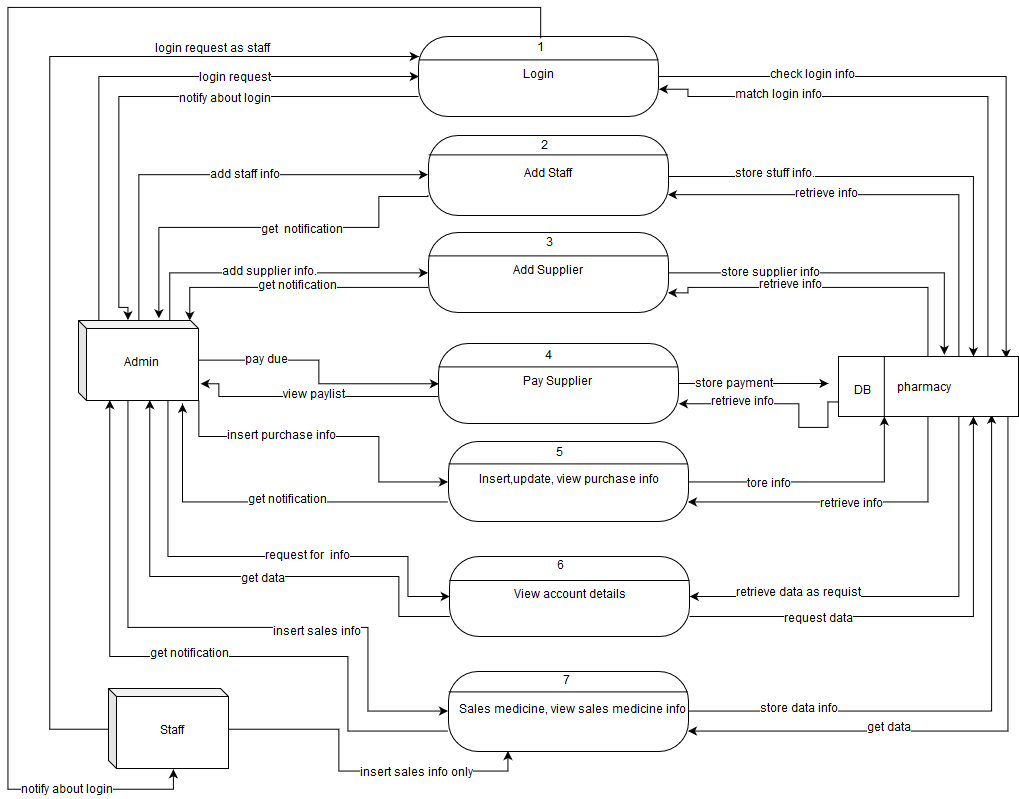 1
login request as staff
Login
login request
check login info
notify about login
match login info
2
add staff info
Add Staff
store stuff info.
retrieve info
get  notification
3
add supplier info.
Add Supplier
store supplier info
get notification
retrieve info
Admin
pay due
4
Pay Supplier
store payment
view paylist
retrieve info
DB
pharmacy
insert purchase info
5
Insert,update, view purchase info
tore info
get notification
retrieve info
request for  info
6
get data
View account details
retrieve data as requist
request data
insert sales info
get notification
7
Sales medicine, view sales medicine info
store data info
get data
Staff
insert sales info only
notify about login